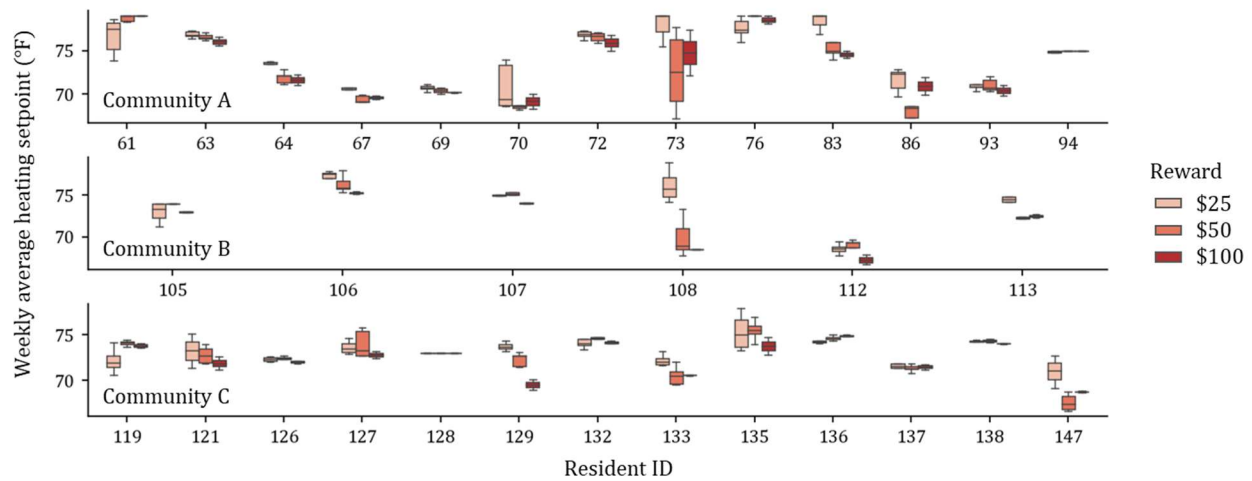 Weekly average heating setpoint (°F)
75
70
Community A
61 63 64 67 69 70 72 73 76 83 86 93 94
75
70
Community B
105 106 107 108 112 113
75
70
Community C
119 121 126 127 128 129 132 133 135 136 137 138 147
Resident ID
Reward
$25
$50
$100